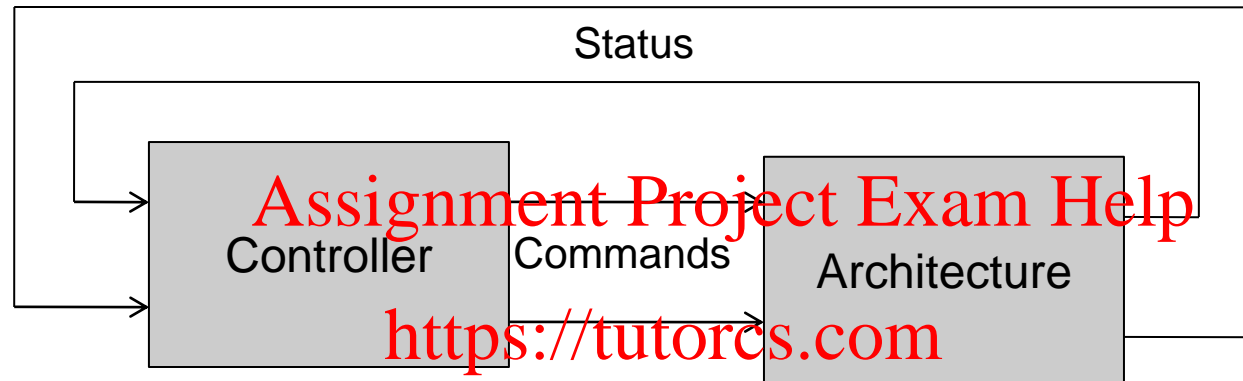 Status
Assignment Project Exam Help
Controller
Commands
Architecture
https://tutorcs.com